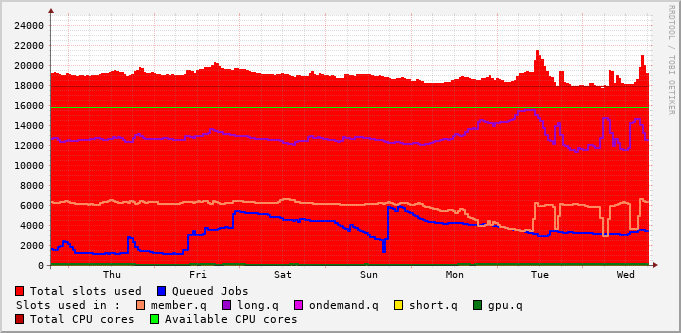 24000
22000
20000
18000
16000
14000
12000
10000
8000
6000
4000
2000
0
Thu Fri Sat Sun Mon Tue Wed
RRDTOOL / TOBI OETIKER
Total slots used Queued Jobs
Slots used in : member.q long.q ondemand.q short.q gpu.q
Total CPU cores Available CPU cores